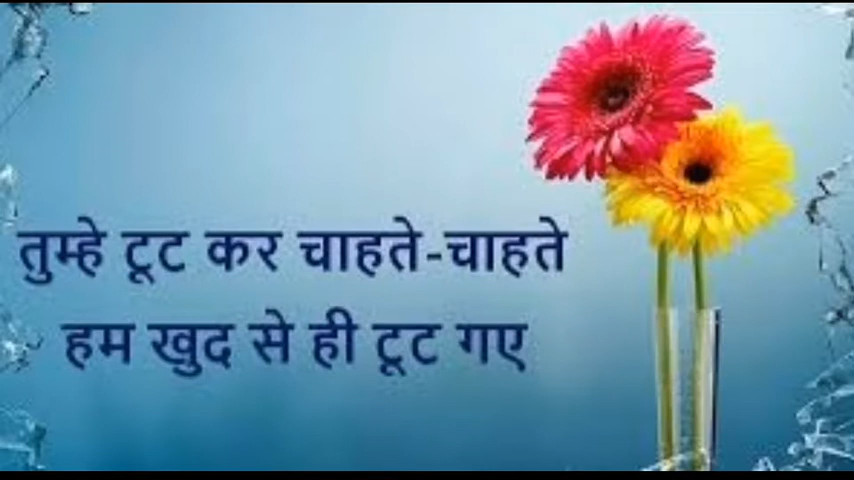 तुम्हे टूट कर चाहते-चाहते
हम खुद से ही टूट गए